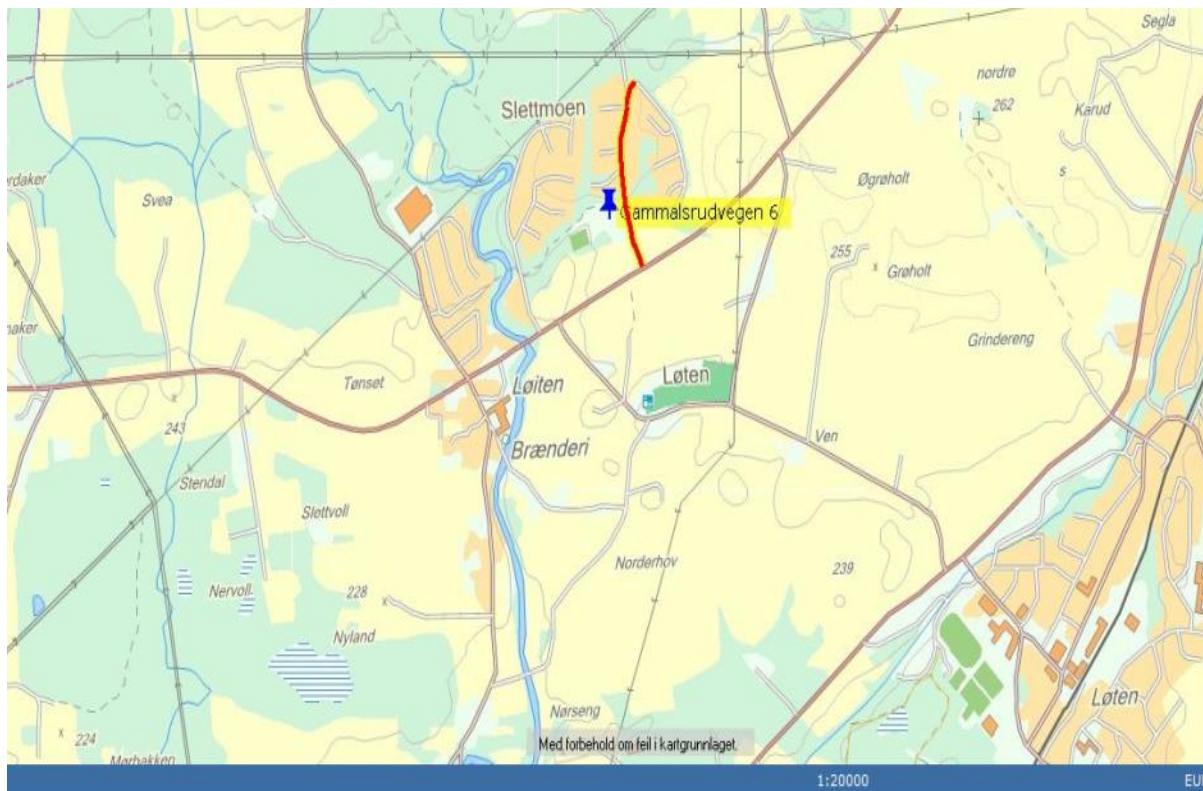 Segla
nordre
262
Karud
Slettmoen
s
Svea
Øgrøholt
Gammalsrudvegen 6
255
Grøholt
Grindereng
Tønset
Løiten
Løten
243
Brænderi
Ven
Stendal
Slettvoll
Norderhov
239
Nervoll
228
Nyland
Løten
Nørseng
224
Med forbehold om feil i kartgrunnlaget.
Mørbakken
1:20000